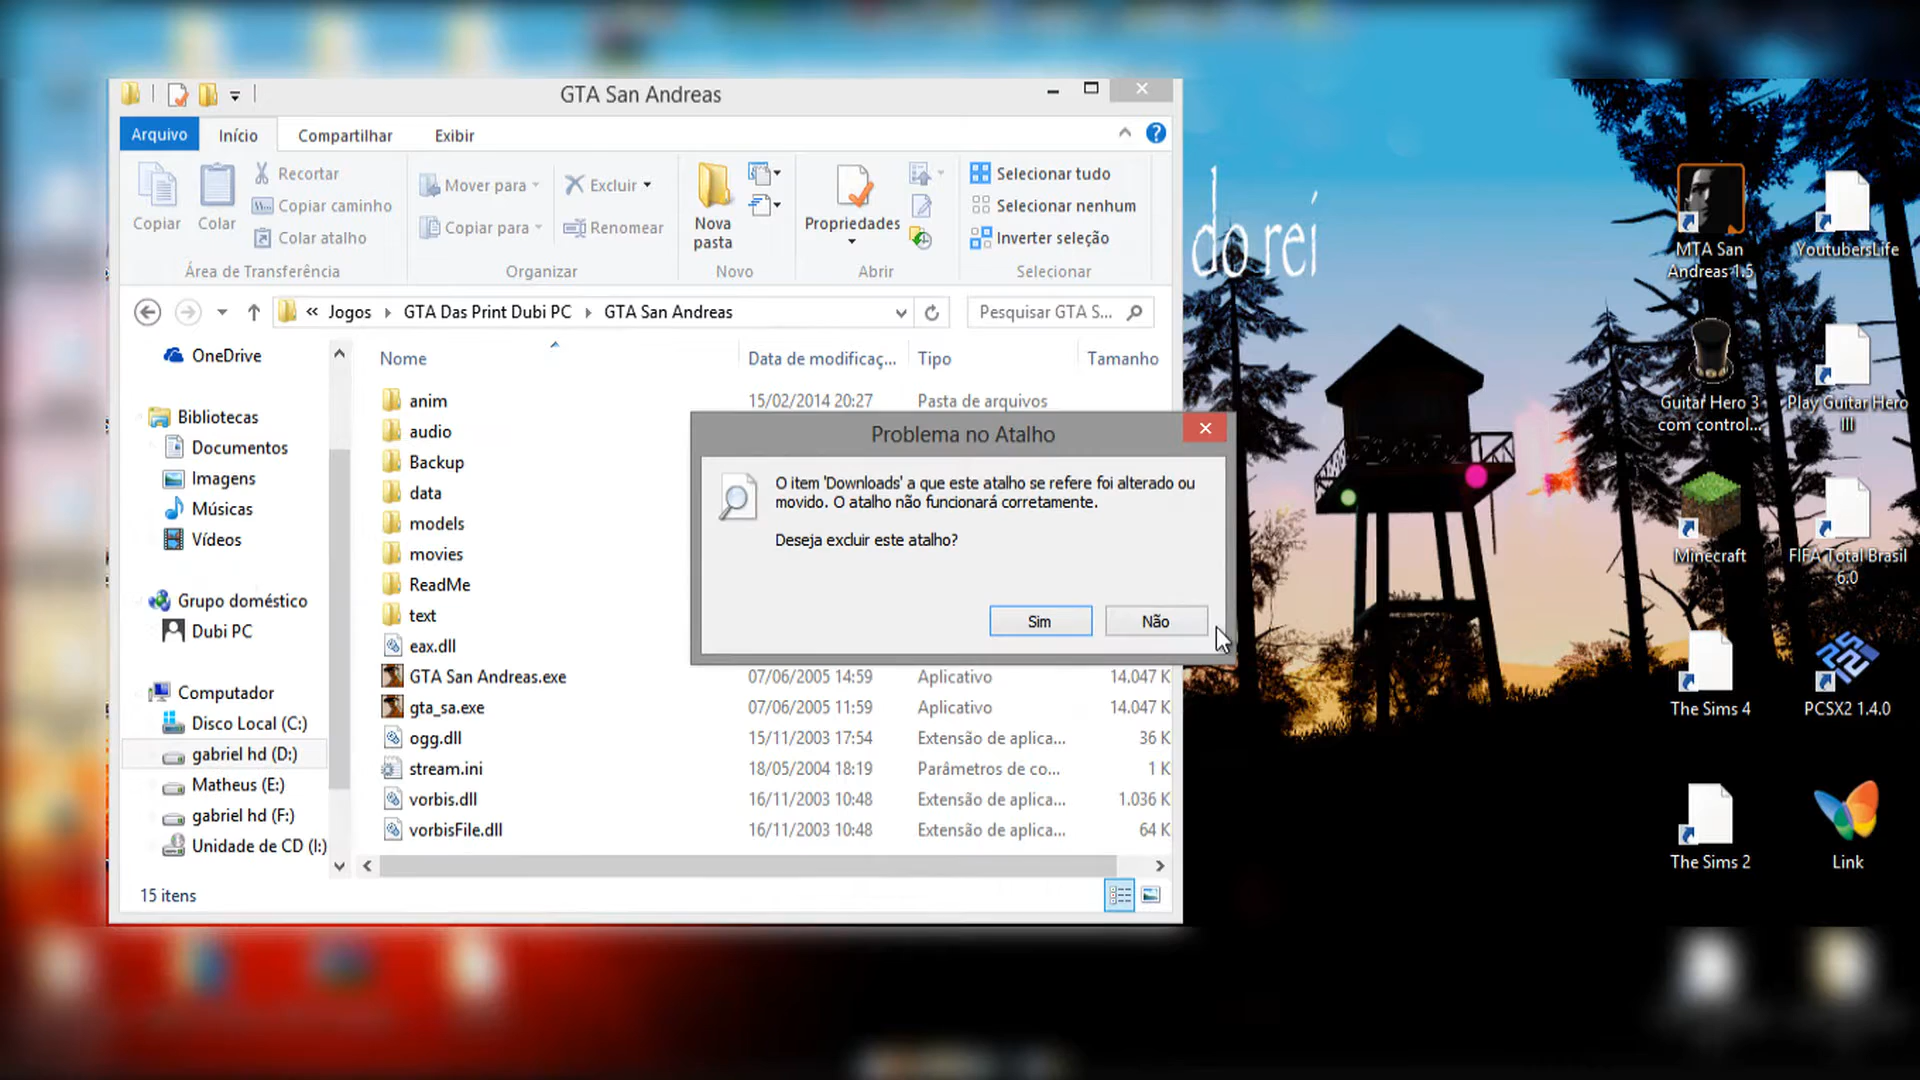 GTA San Andreas
Arquivo
Início
Compartilhar
Exibir
Copiar
Colar
Recortar
Copiar caminho
Colar atalho
Área de Transferência
Mover para
Copiar para
Excluir
Renomear
Organizar
Nova
pasta
Novo
Propriedades
Abrir
Selecionar tudo
Selecionar nenhum
Inverter seleção
Selecionar
« Jogos
GTA Das Print Dubi PC
GTA San Andreas
Pesquisar GTA S...
OneDrive
Bibliotecas
Documentos
Imagens
Músicas
Vídeos
Grupo doméstico
Dubi PC
Computador
Disco Local (C:)
gabriel hd (D:)
Matheus (E:)
gabriel hd (F:)
Unidade de CD (I:)
Nome Data de modificaç... Tipo Tamanho
anim 15/02/2014 20:27 Pasta de arquivos
audio
Backup
data
models
movies
ReadMe
text
eax.dll
GTA San Andreas.exe 07/06/2005 14:59 Aplicativo 14.047 K
gta_sa.exe 07/06/2005 11:59 Aplicativo 14.047 K
ogg.dll 15/11/2003 17:54 Extensão de aplica... 36 K
stream.ini 18/05/2004 18:19 Parâmetros de co... 1 K
vorbis.dll 16/11/2003 10:48 Extensão de aplica... 1.036 K
vorbisFile.dll 16/11/2003 10:48 Extensão de aplica... 64 K
15 itens
Problema no Atalho
O item 'Downloads' a que este atalho se refere foi alterado ou
movido. O atalho não funcionará corretamente.
Deseja excluir este atalho?
Sim
Não
do rei
MTA San
Andreas 1.5
YoutubersLife
Guitar Hero 3
com control...
Play Guitar Hero
III
Minecraft
FIFA Total Brasil
6.0
The Sims 4
PCSX2 1.4.0
The Sims 2
Link